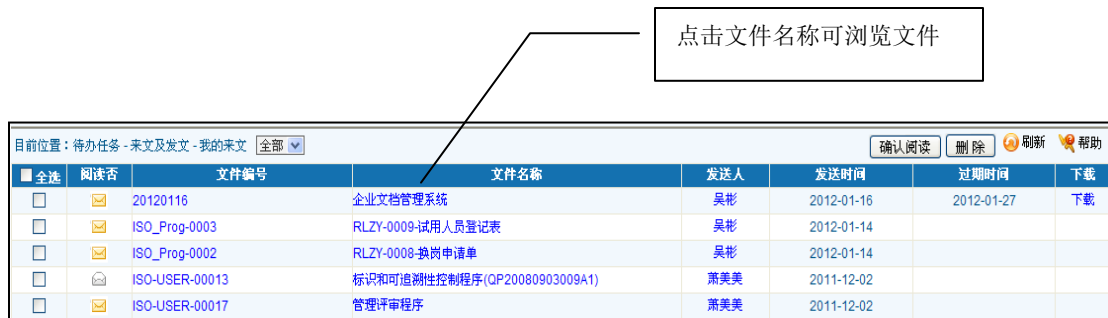 点击文件名称可浏览文件
目前位置：待办任务 - 来文及发文 - 我的来文 全部 确认阅读 删 除 刷新 帮助
全选 阅读否 文件编号 文件名称 发送人 发送时间 过期时间 下载
20120116 企业文档管理系统 吴彬 2012-01-16 2012-01-27 下载
ISO_Prog-0003 RLZY-0009-试用人员登记表 吴彬 2012-01-14
ISO_Prog-0002 RLZY-0008-换岗申请单 吴彬 2012-01-14
ISO-USER-00013 标识和可追溯性控制程序(QP20080903009A1) 萧美美 2011-12-02
ISO-USER-00017 管理评审程序 萧美美 2011-12-02